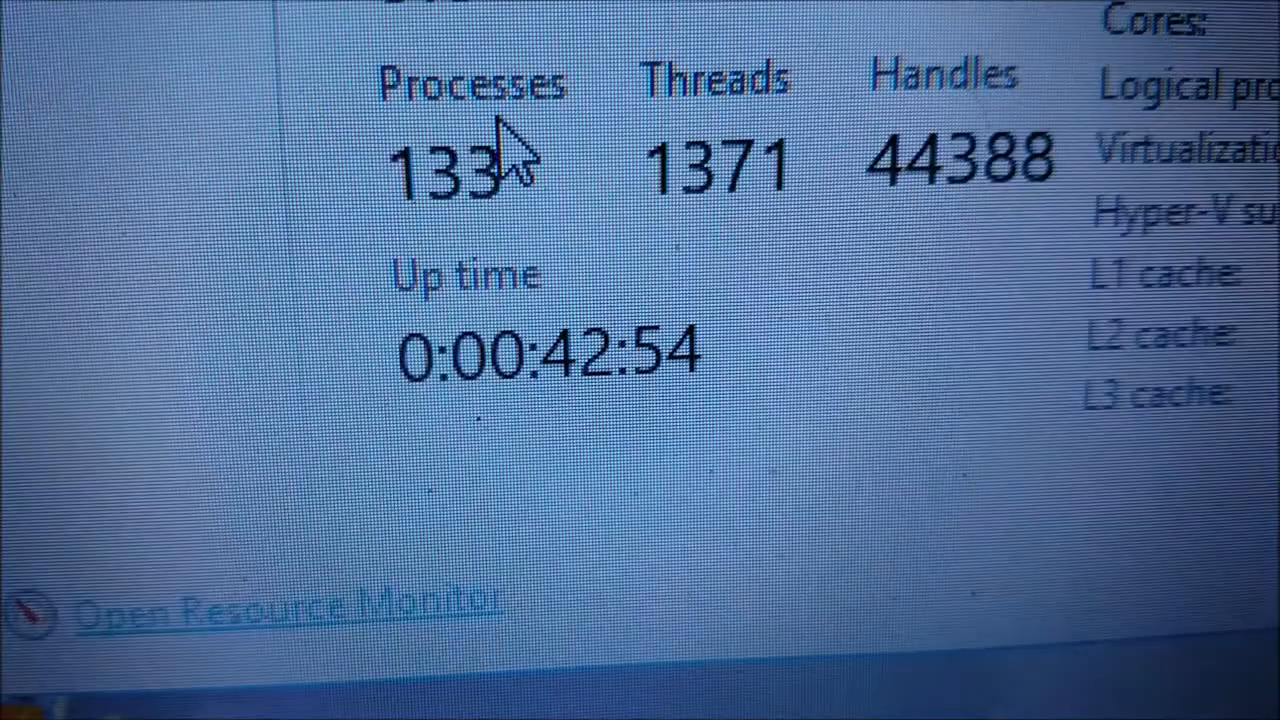 Cores:
Processes Threads Handles
133 1371 44388
Logical pro
Virtualizati
Hyper-V su
Up time
0:00:42:54
L1 cache:
L2 cache:
L3 cache:
Open Resource Monitor